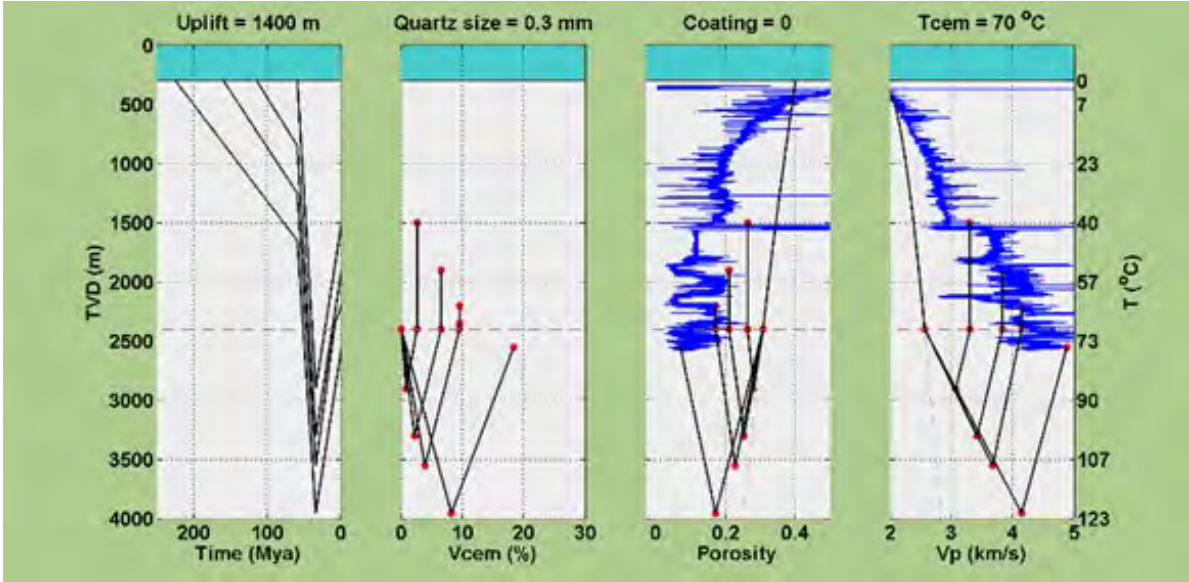 Uplift = 1400 m
Quartz size = 0.3 mm
Coating = 0
Tcem = 70 °C
TVD (m)
0
500
1000
1500
2000
2500
3000
3500
4000
200 100 0
Time (Mya)
0 10 20 30
Vcem (%)
0 0.2 0.4
Porosity
2 3 4 5
Vp (km/s)
0
7
23
40
57
73
90
107
123
T (°C)